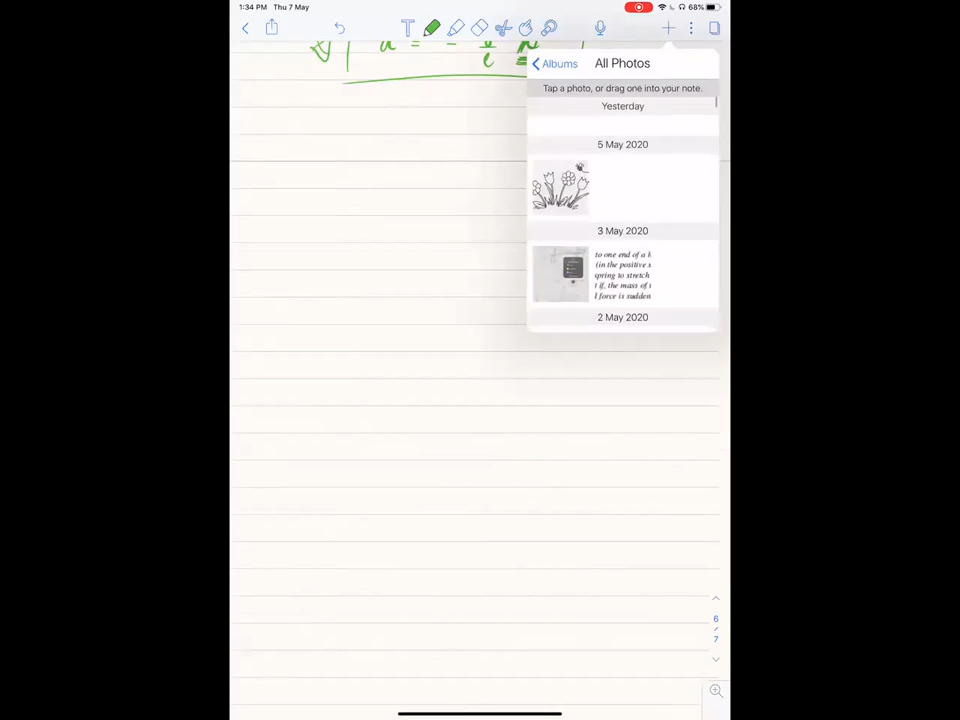 1:34 PM Thu 7 May
68%
T
a = -
Albums
All Photos
Tap a photo, or drag one into your note.
Yesterday
5 May 2020
3 May 2020
to one end of a
(in the positive
spring to stretch
t if, the mass of
l force is sudden
2 May 2020
6
7